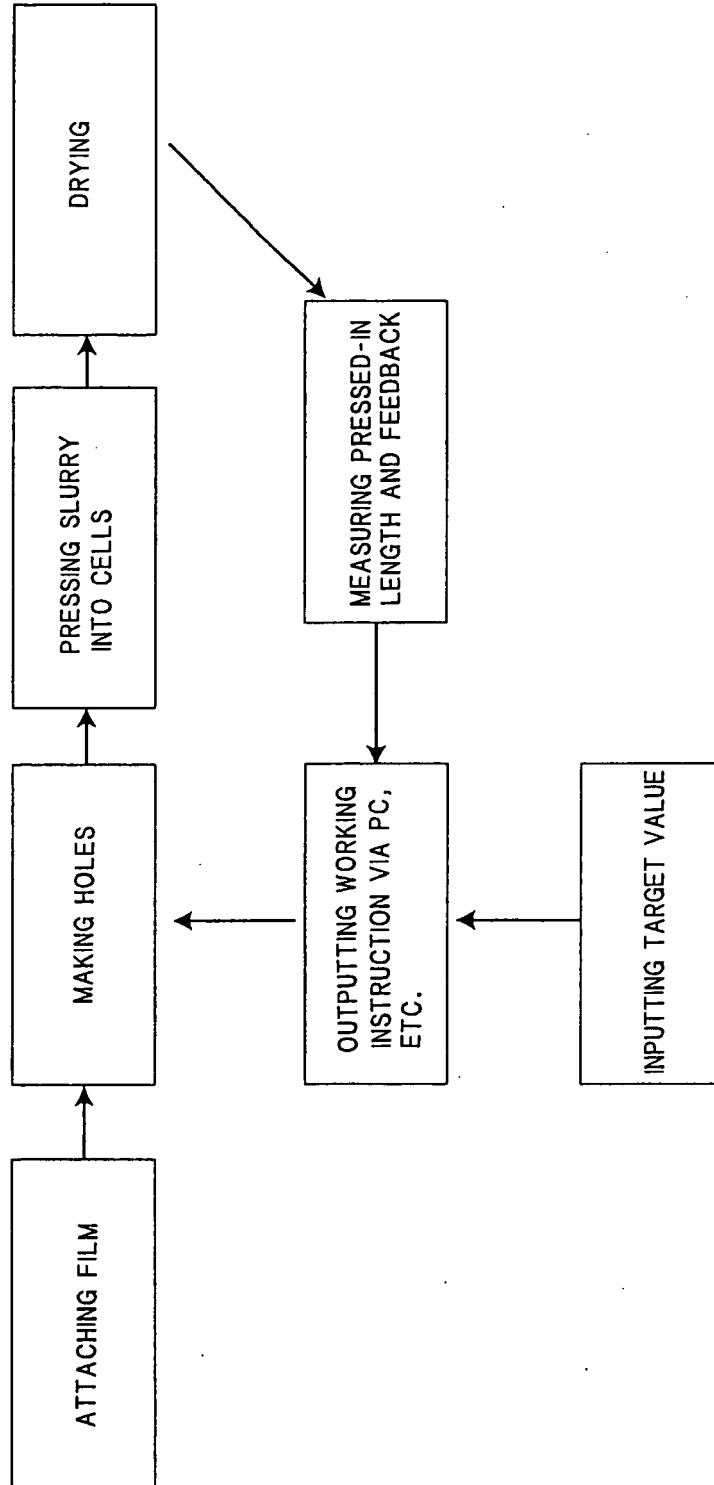 ATTACHING FILM
MAKING HOLES
PRESSING SLURRY
INTO CELLS
DRYING
OUTPUTTING WORKING
INSTRUCTION VIA PC,
ETC.
MEASURING PRESSED-IN
LENGTH AND FEEDBACK
INPUTTING TARGET VALUE